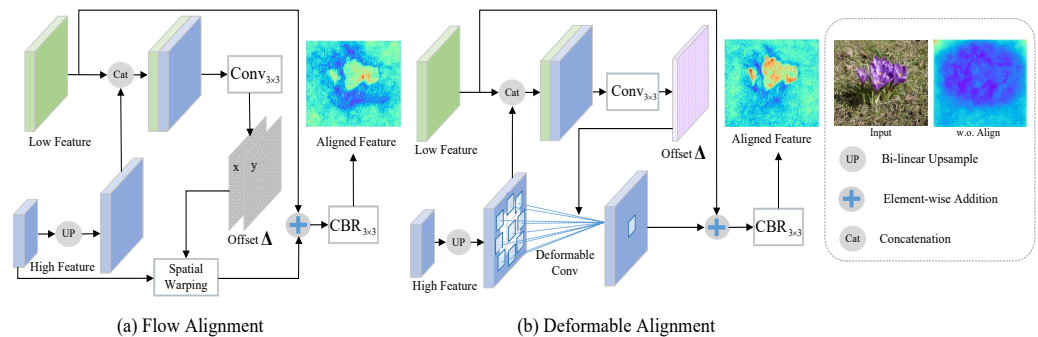 Low Feature
Cat
Conv3×3
Aligned Feature
x y
Offset Δ
High Feature
UP
Spatial
Warping
CBR3×3
(a) Flow Alignment
Low Feature
Cat
Conv3×3
Offset Δ
Aligned Feature
High Feature
UP
Deformable
Conv
CBR3×3
(b) Deformable Alignment
Input
w.o. Align
UP Bi-linear Upsample
Element-wise Addition
Cat Concatenation